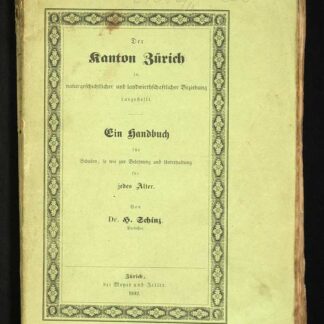 Der
Kanton Zürich
in
naturgeschichtlicher und landwirthschaftlicher Beziehung
dargestellt.
Ein Handbuch
für
Schulen, so wie zur Belehrung und Unterhaltung
für
jedes Alter.
Von
Dr. H. Schinz,
Zürich,
bei Meyer und Zeller